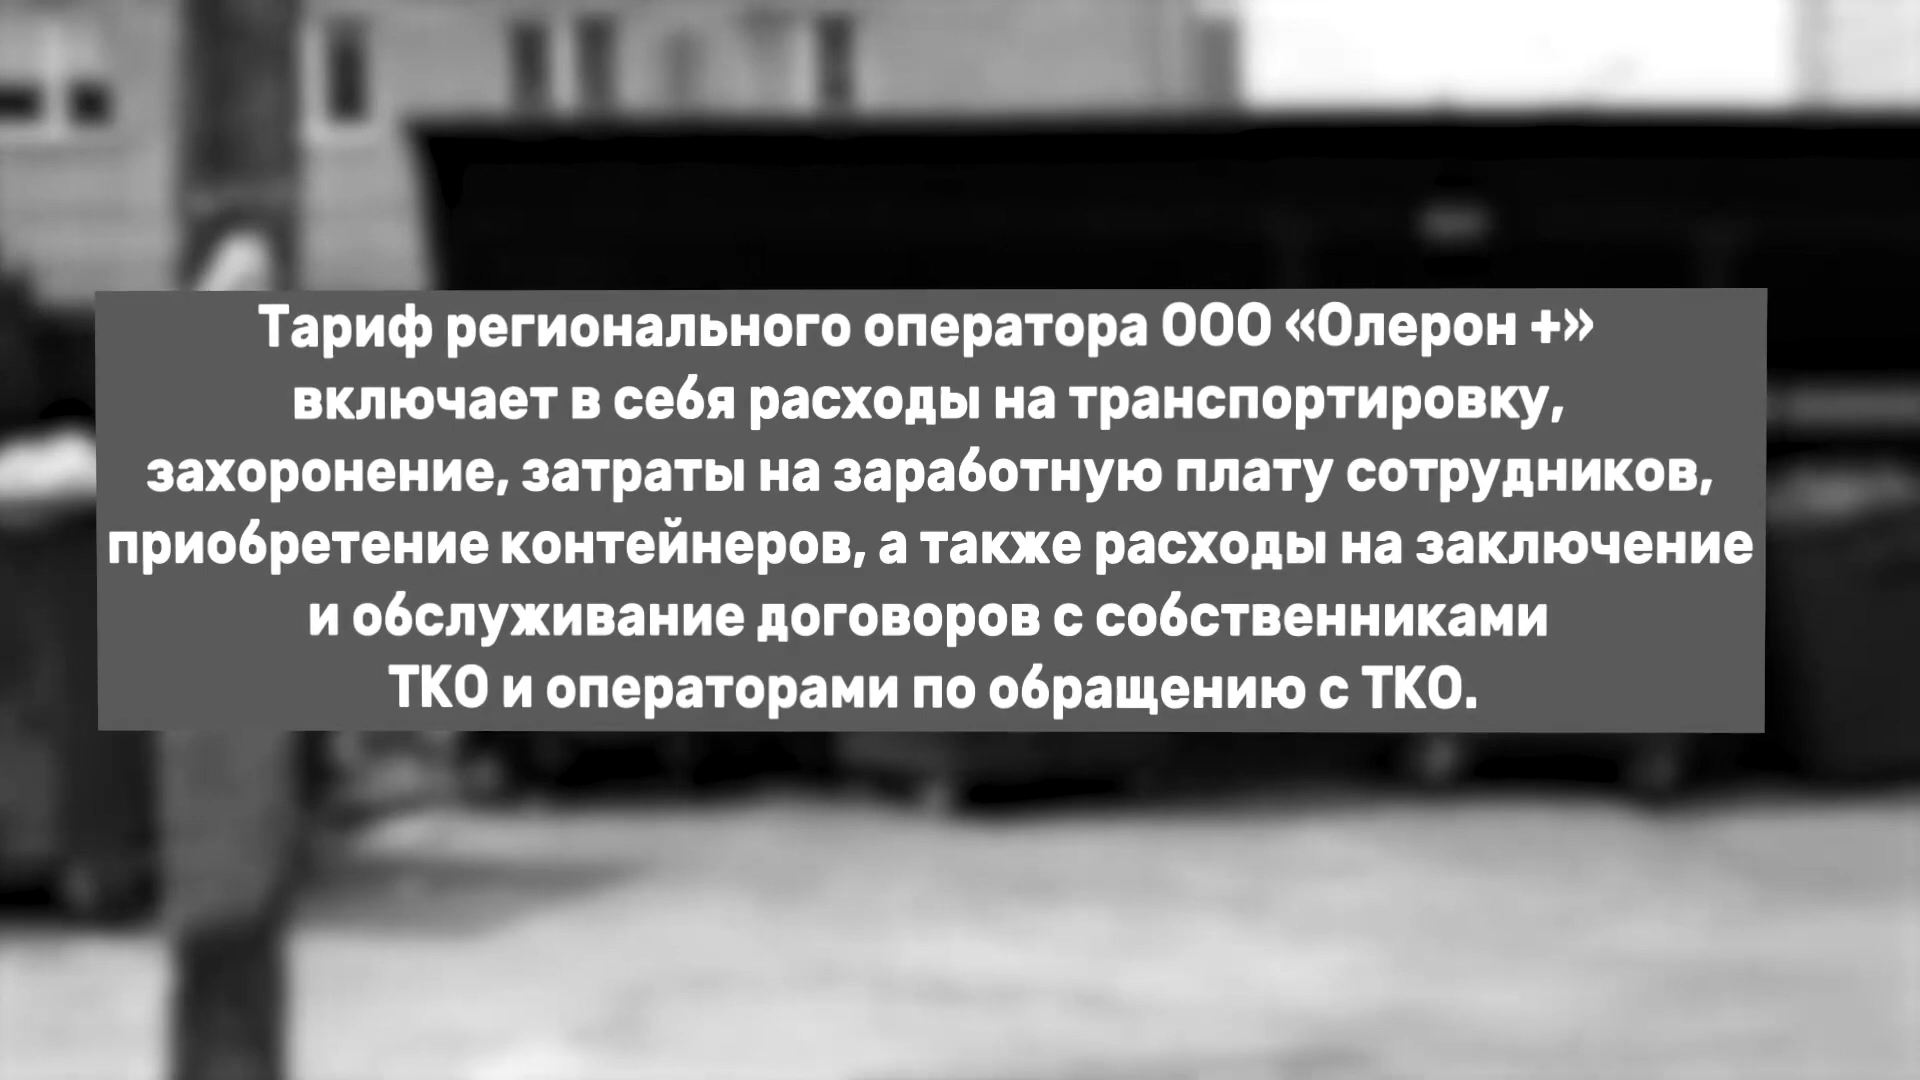 Тариф регионального оператора ООО «Олерон +»
включает в себя расходы на транспортировку,
захоронение, затраты на заработную плату сотрудников,
приобретение контейнеров, а также расходы на заключение
и обслуживание договоров с собственниками
ТКО и операторами по обращению с ТКО.